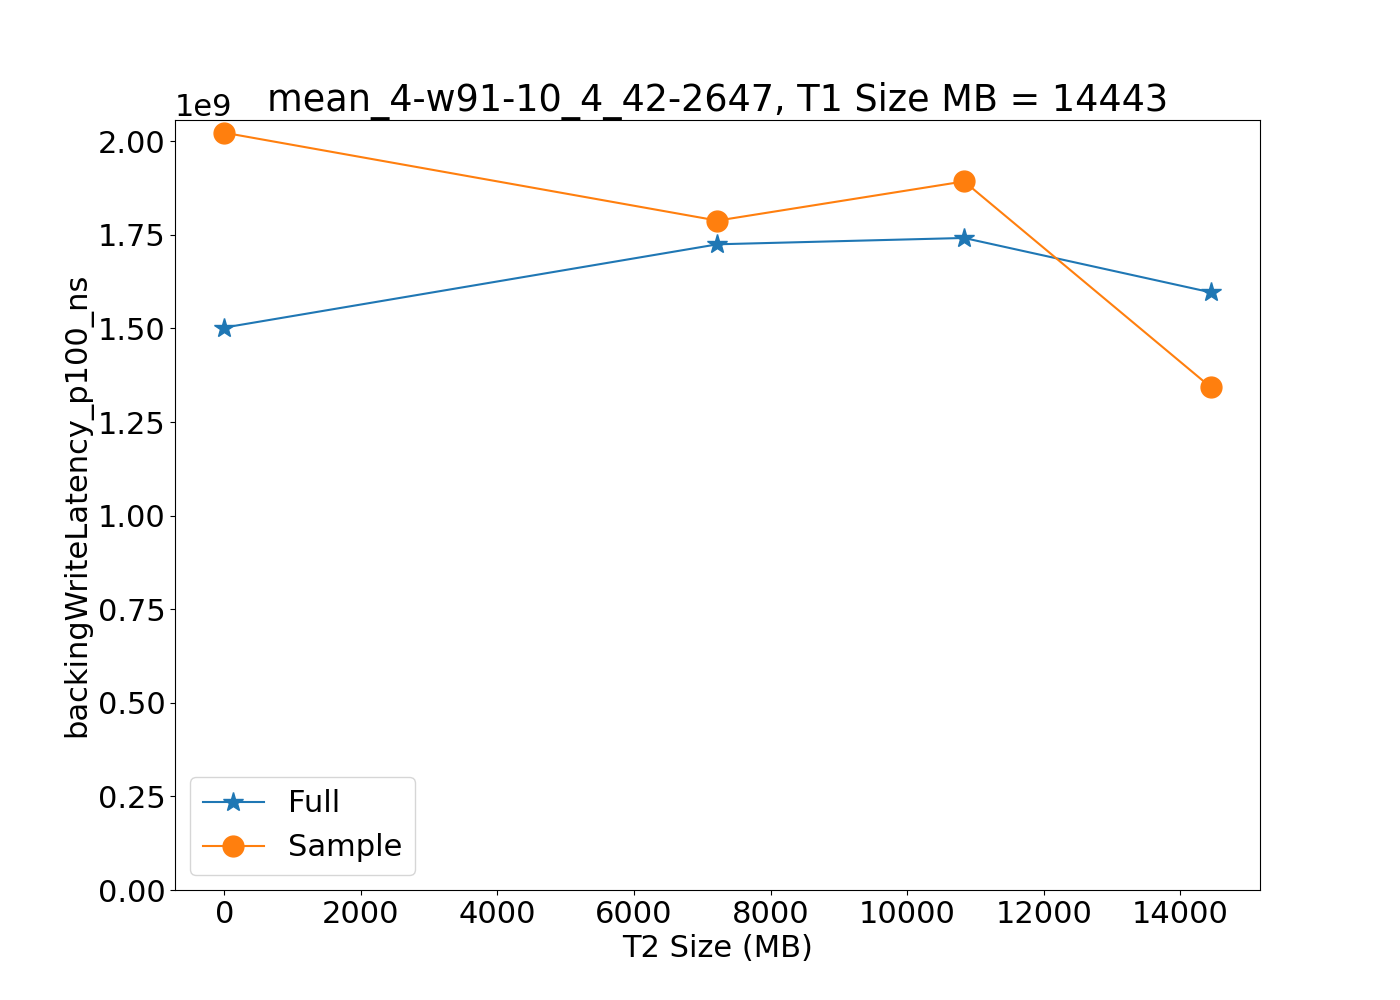 mean_4-w91-10_4_42-2647, T1 Size MB = 14443
1e9
2.00
1.75
1.50
1.25
1.00
0.75
0.50
0.25
0.00
backingWriteLatency_p100_ns
Full
Sample
0 2000 4000 6000 8000 10000 12000 14000
T2 Size (MB)